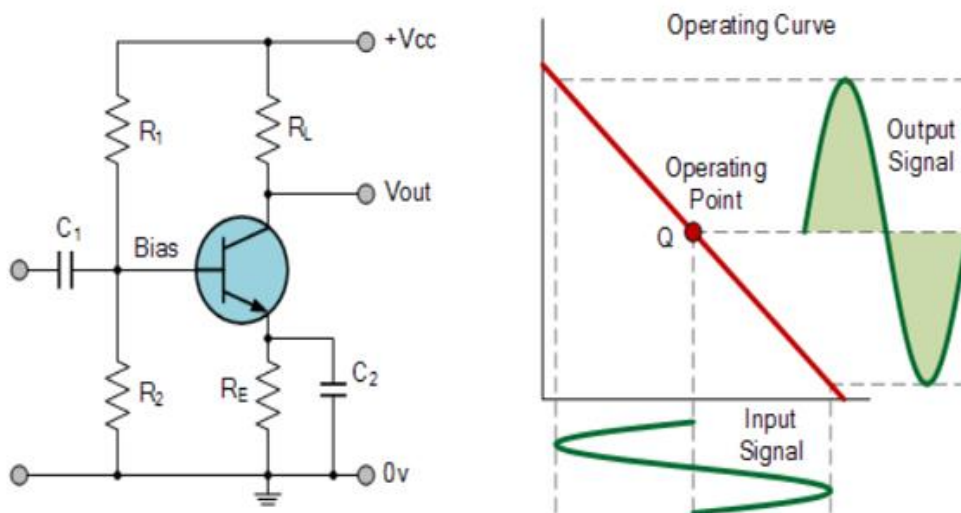 +Vcc
R1
RL
Vout
C1
Bias
R2
RE
C2
0v
Operating Curve
Output
Signal
Operating
Point
Q
Input
Signal